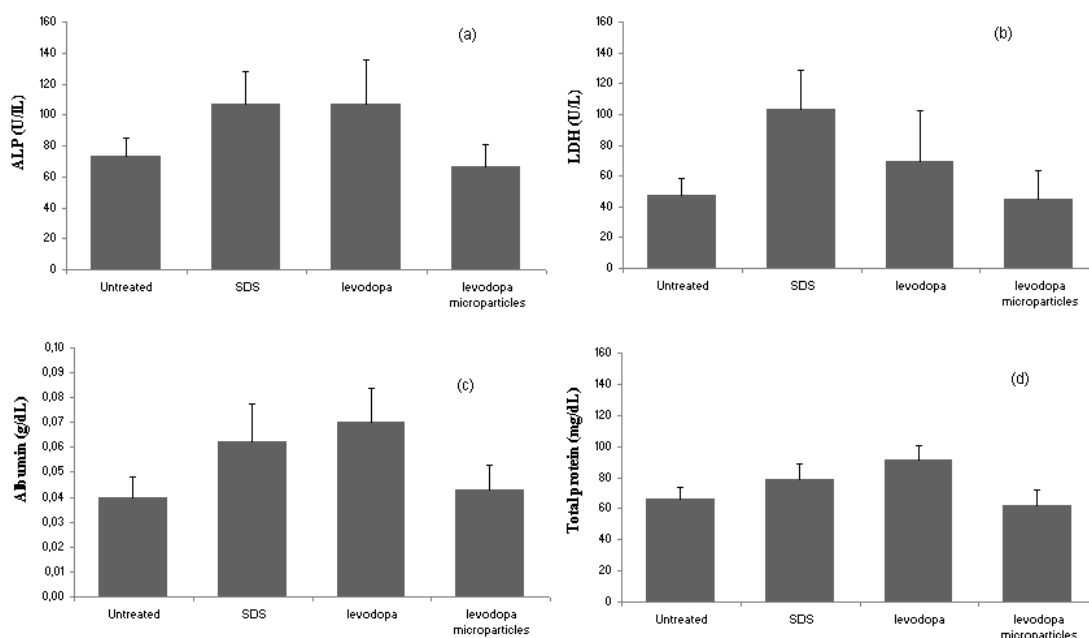 (a)
ALP (U/lL)
160
140
120
100
80
60
40
20
0
Untreated SDS levodopa levodopa
microparticles
(b)
LDH (U/L)
160
140
120
100
80
60
40
20
0
Untreated SDS levodopa levodopa
microparticles
(c)
Albumin (g/dL)
0,10
0,09
0,08
0,07
0,06
0,05
0,04
0,03
0,02
0,01
0,00
Untreated SDS levodopa levodopa
microparticles
(d)
Total protein (mg/dL)
160
140
120
100
80
60
40
20
0
Untreated SDS levodopa levodopa
microparticles